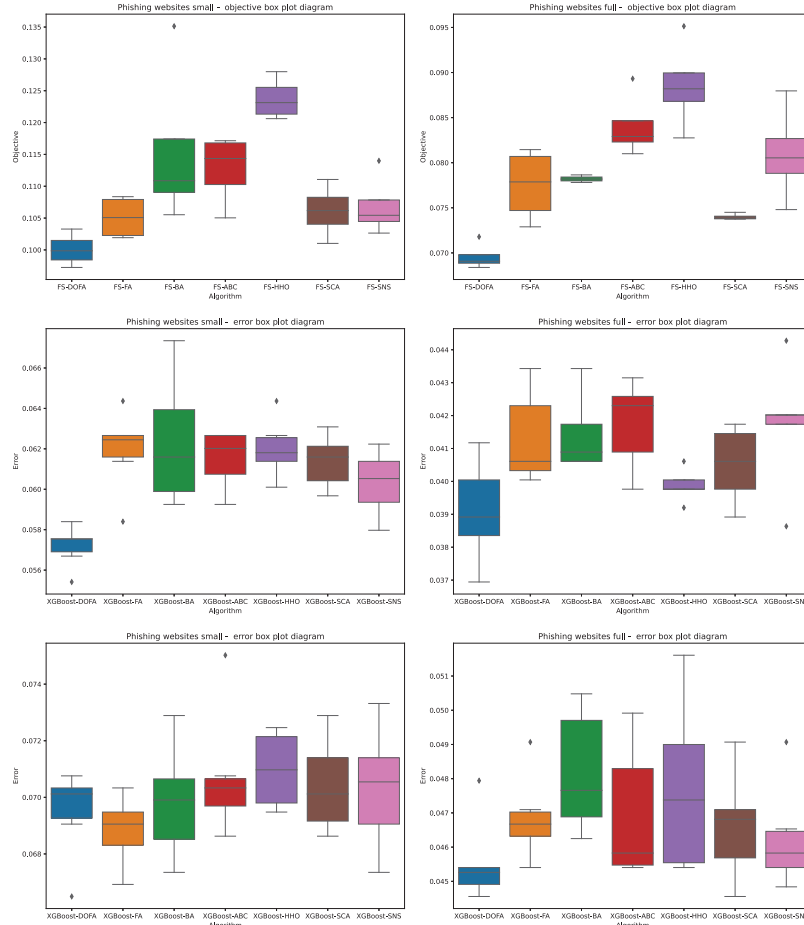 Phishing websites small - objective box plot diagram
0.135
0.130
0.125
0.120
0.115
0.110
0.105
0.100
Objective
FS-DOFA FS-FA FS-BA FS-ABC FS-HHO FS-SCA FS-SNS
Algorithm
Phishing websites full - objective box plot diagram
0.095
0.090
0.085
0.080
0.075
0.070
Objective
FS-DOFA FS-FA FS-BA FS-ABC FS-HHO FS-SCA FS-SNS
Algorithm
Phishing websites small - error box plot diagram
0.066
0.064
0.062
0.060
0.058
0.056
Error
XGBoost-DOFA XGBoost-FA XGBoost-BA XGBoost-ABC XGBoost-HHO XGBoost-SCA XGBoost-SNS
Algorithm
Phishing websites full - error box plot diagram
0.044
0.043
0.042
0.041
0.040
0.039
0.038
0.037
Error
XGBoost-DOFA XGBoost-FA XGBoost-BA XGBoost-ABC XGBoost-HHO XGBoost-SCA XGBoost-SNS
Algorithm
Phishing websites small - error box plot diagram
0.074
0.072
0.070
0.068
Error
XGBoost-DOFA XGBoost-FA XGBoost-BA XGBoost-ABC XGBoost-HHO XGBoost-SCA XGBoost-SNS
Algorithm
Phishing websites full - error box plot diagram
0.051
0.050
0.049
0.048
0.047
0.046
0.045
Error
XGBoost-DOFA XGBoost-FA XGBoost-BA XGBoost-ABC XGBoost-HHO XGBoost-SCA XGBoost-SNS
Algorithm